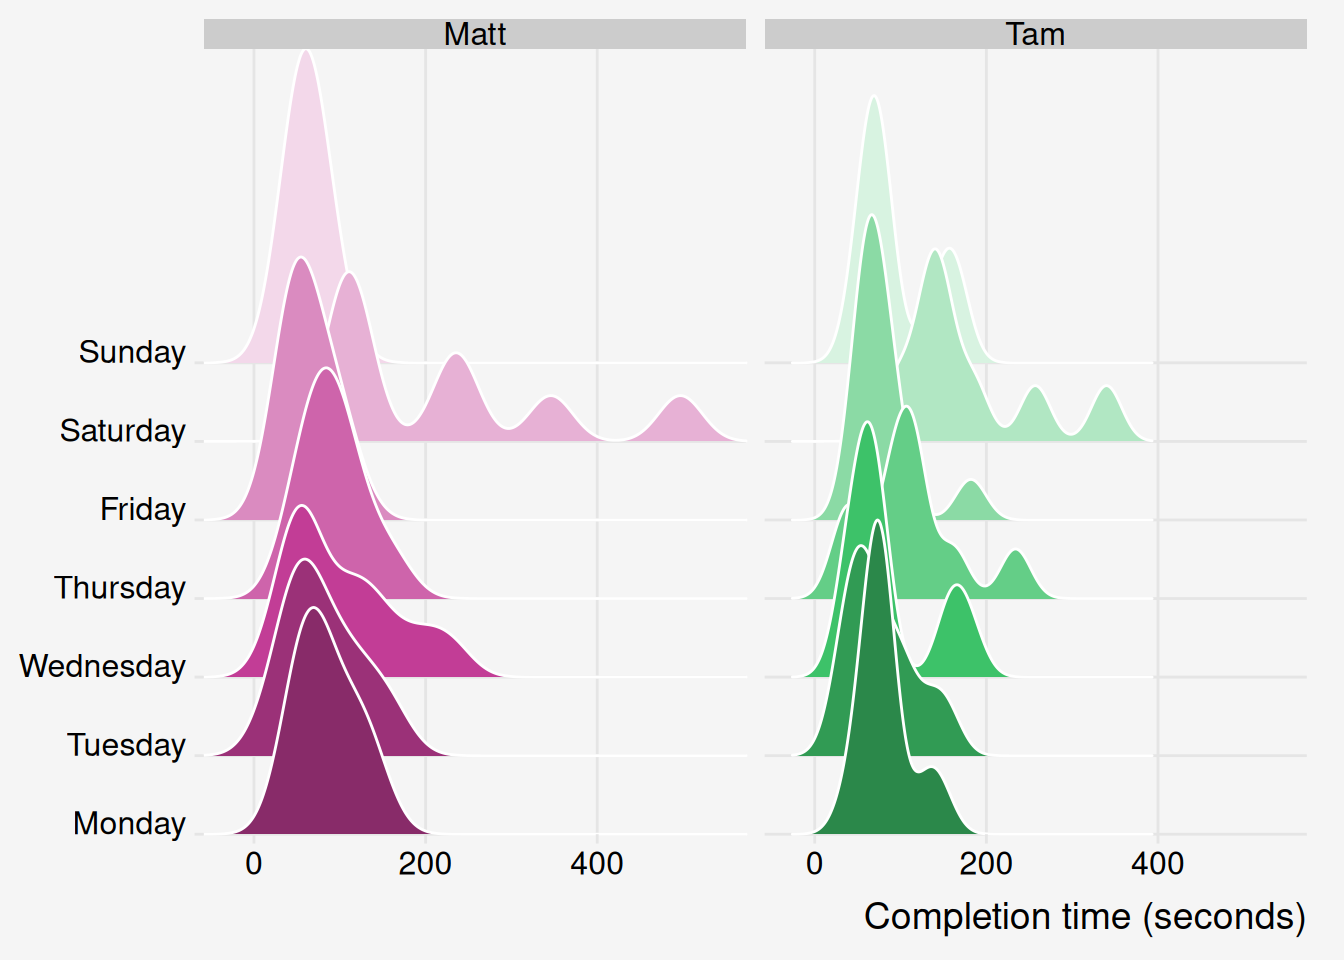 Matt
Tam
Sunday
Saturday
Friday
Thursday
Wednesday
Tuesday
Monday
0 200 400
0 200 400
Completion time (seconds)